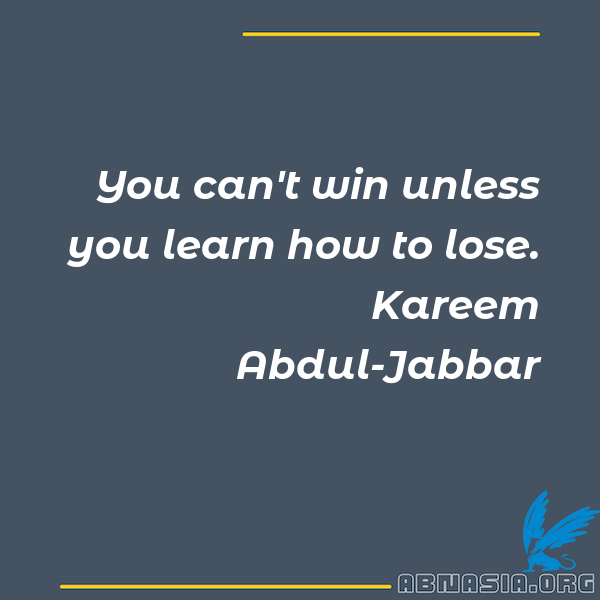 You can't win unless
you learn how to lose.
Kareem
Abdul-Jabbar
ABNASIA.ORG